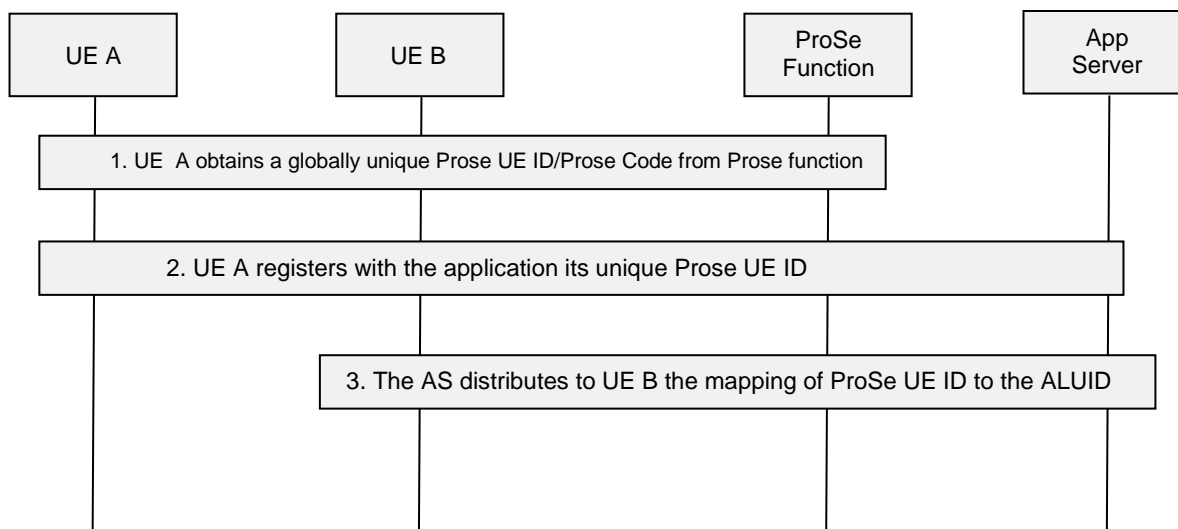 UE A
UE B
ProSe
Function
App
Server
1. UE A obtains a globally unique Prose UE ID/Prose Code from Prose function
2. UE A registers with the application its unique Prose UE ID
3. The AS distributes to UE B the mapping of ProSe UE ID to the ALUID